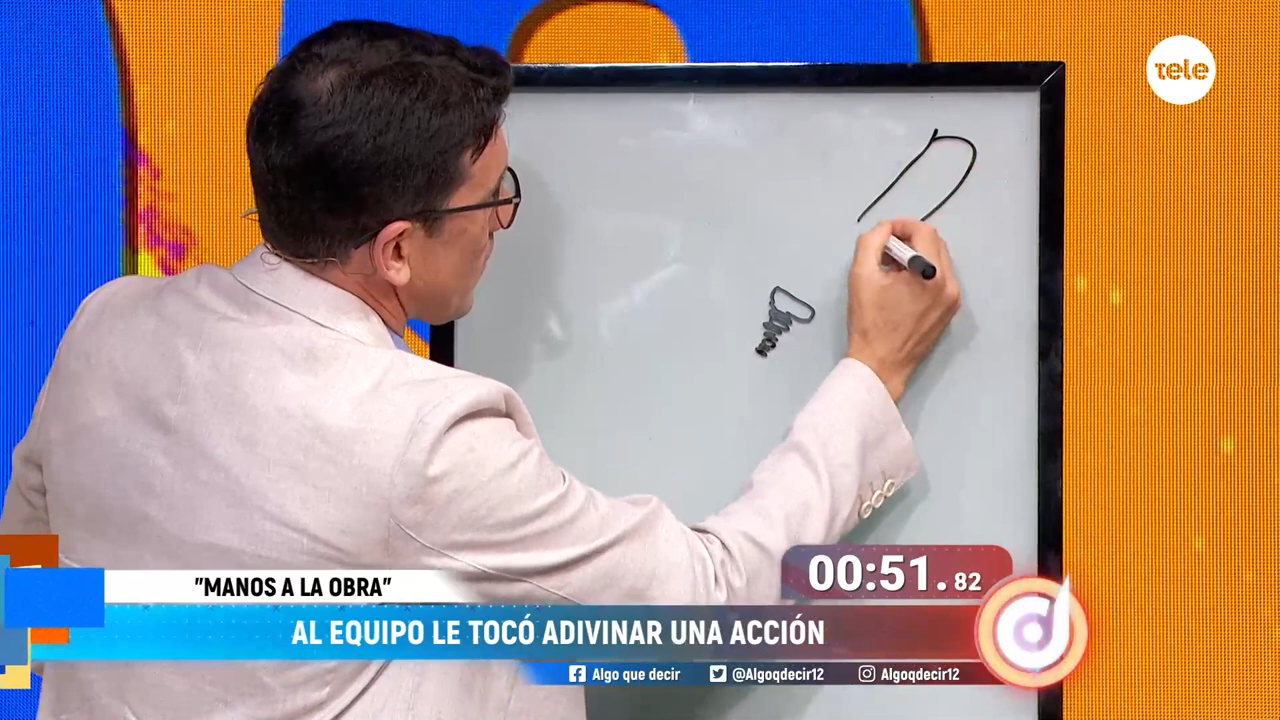 tele
"MANOS A LA OBRA"
00:51.82
AL EQUIPO LE TOCÓ ADIVINAR UNA ACCIÓN
Algo que decir @Algoqdecir12 Algoqdecir12